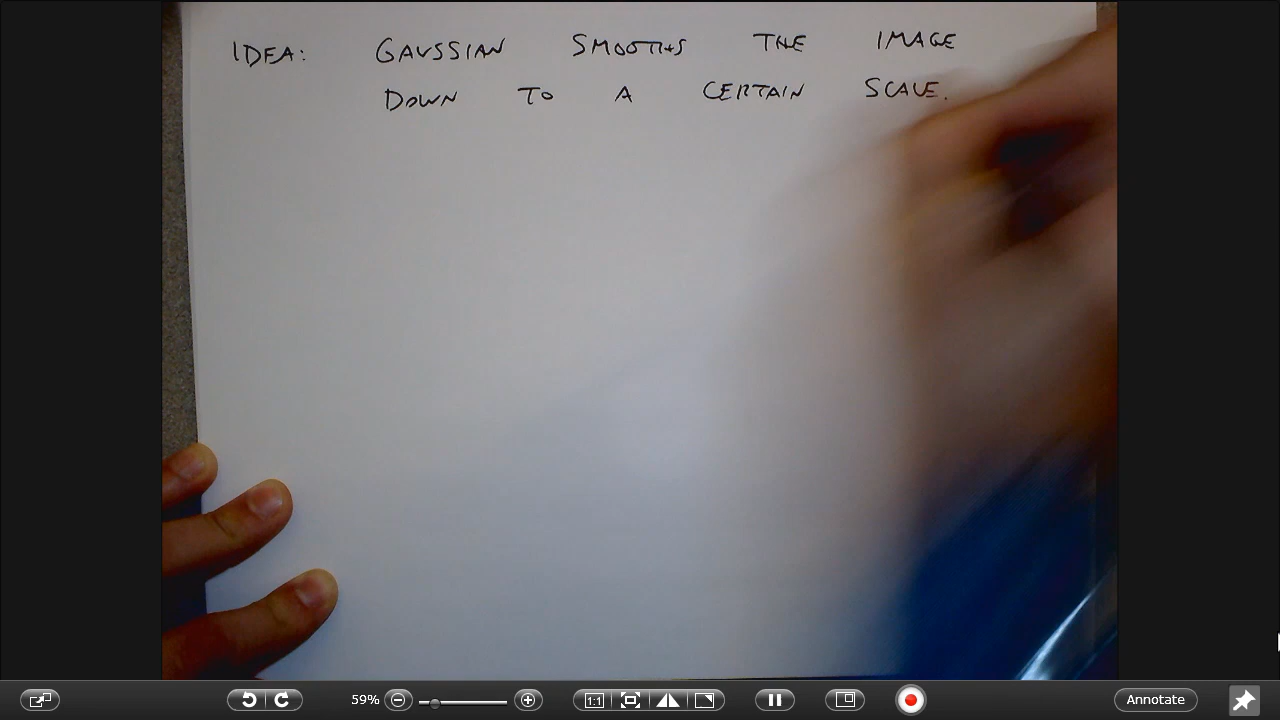 IDEA: GAUSSIAN SMOOTHS THE IMAGE
DOWN TO A CERTAIN SCALE.
59%
1:1
Annotate